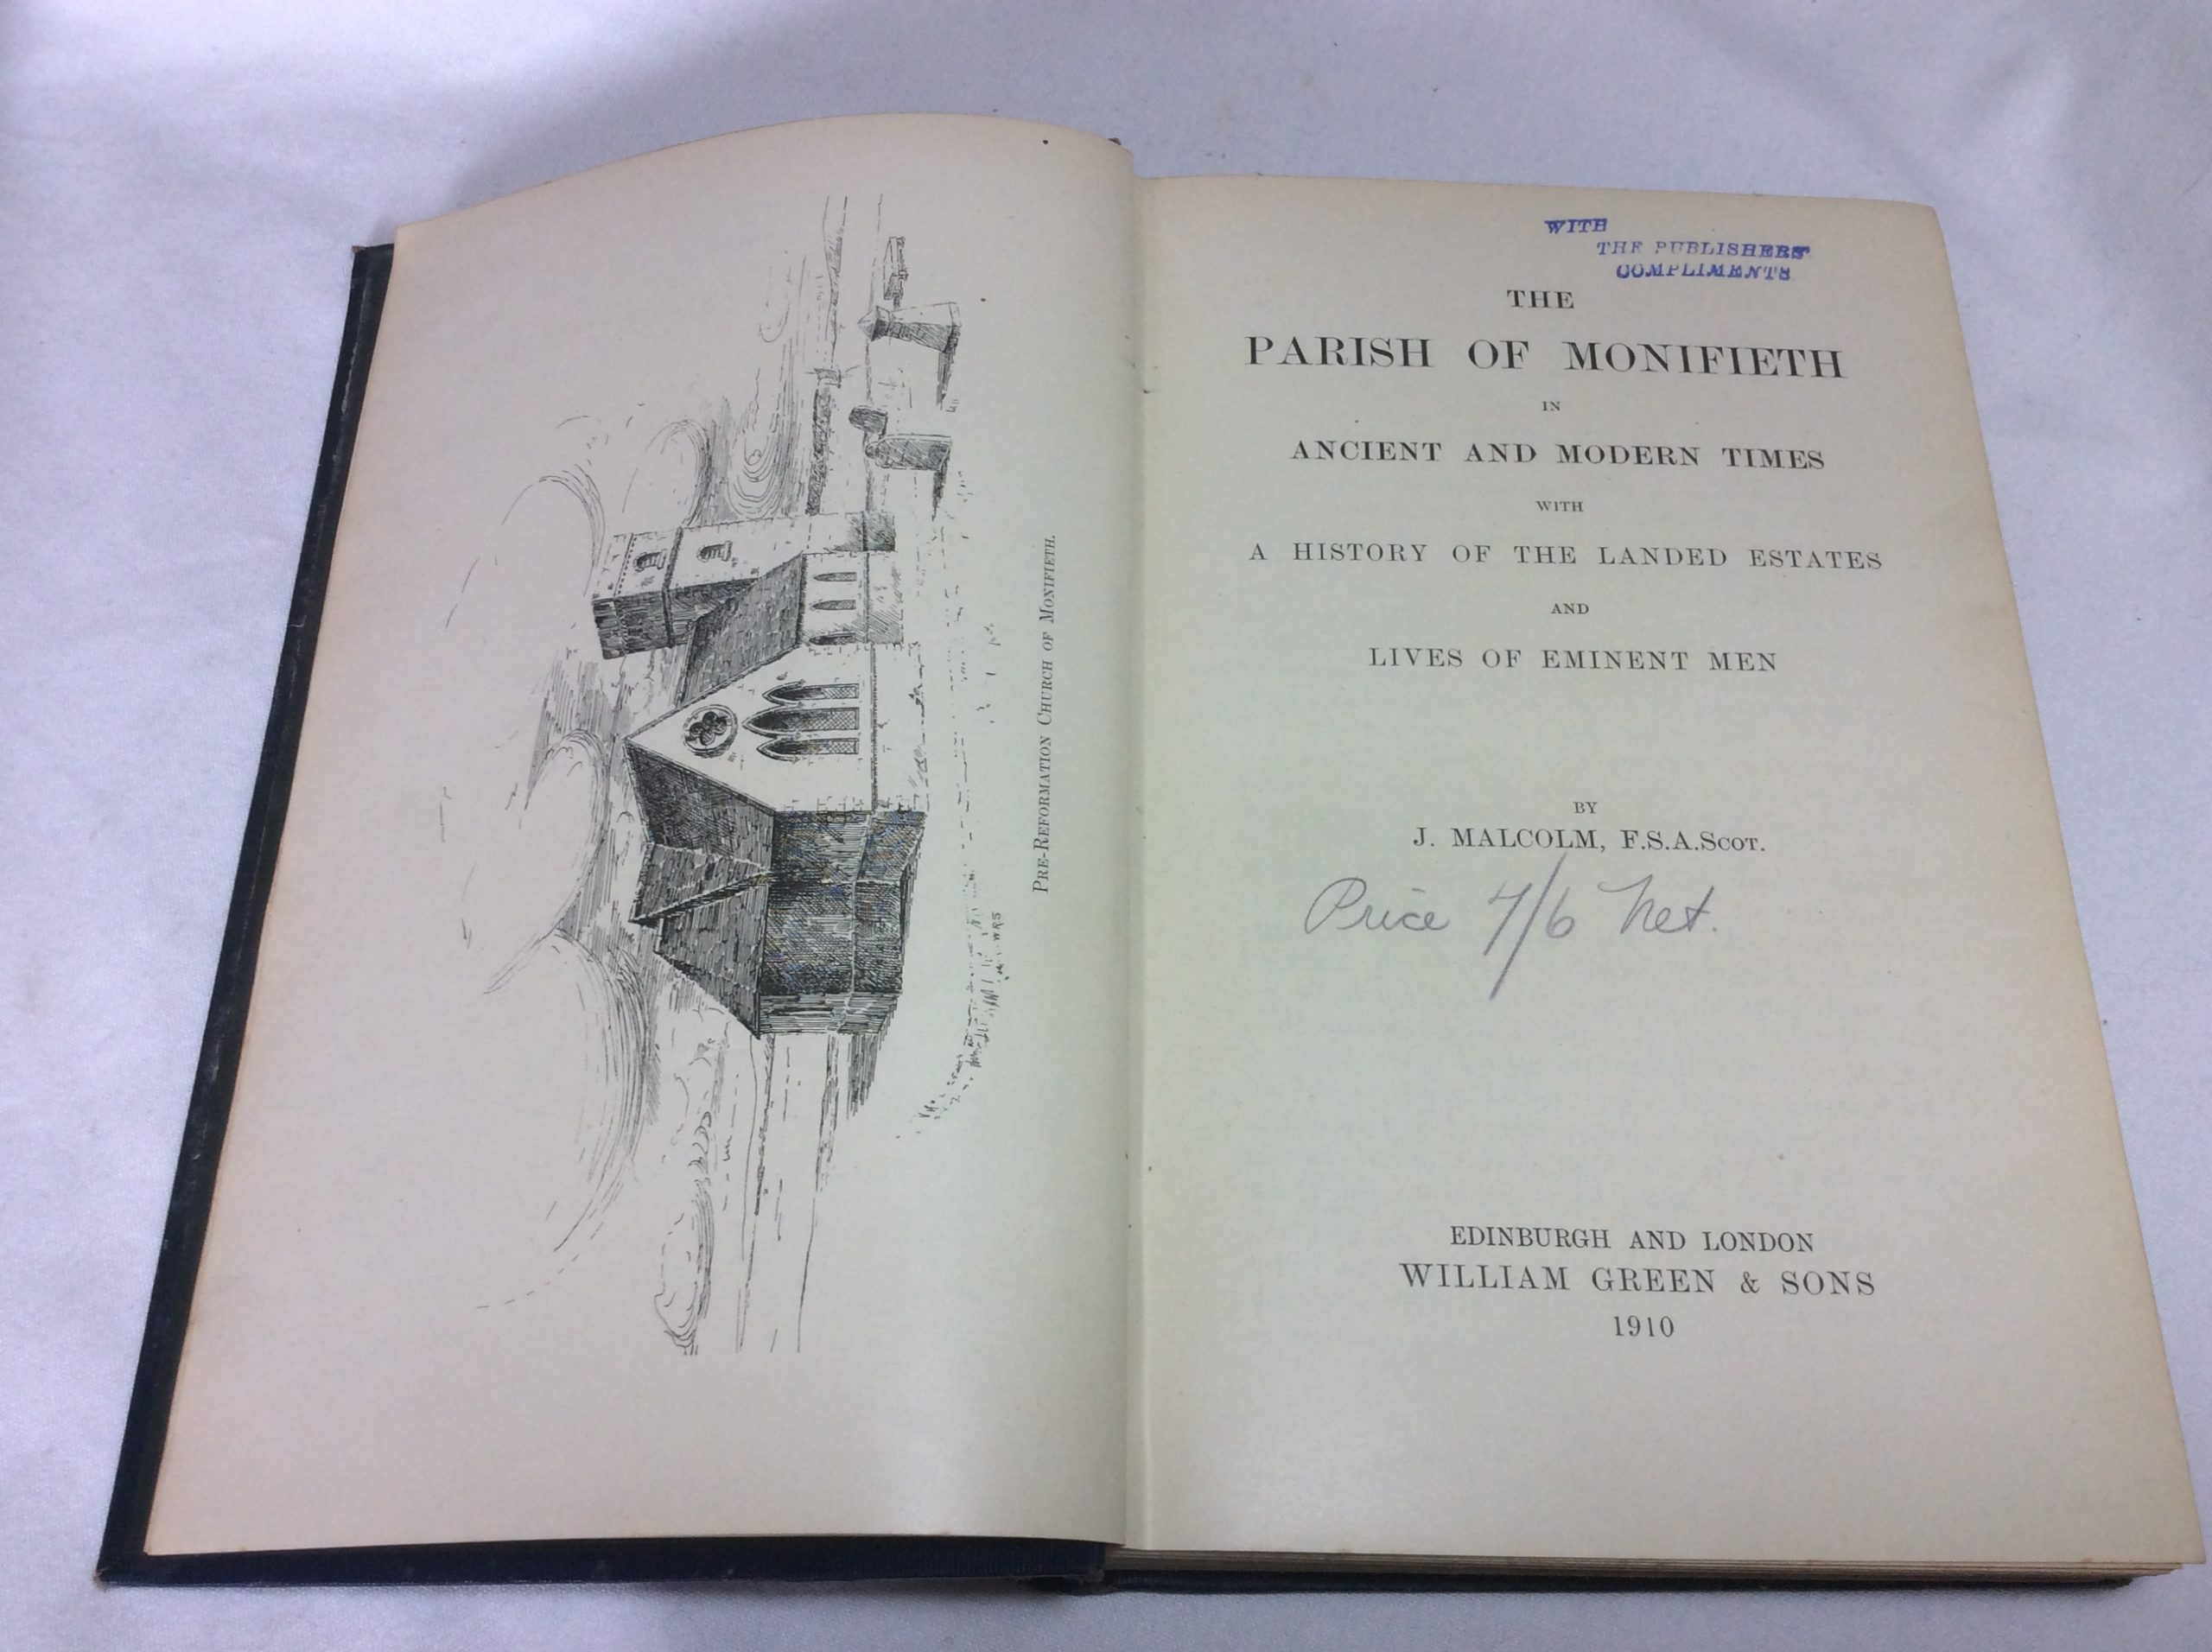 PRE-REFORMATION CHURCH OF MONIFIETH.
W.R.S
WITH
THE PUBLISHERS'
COMPLIMENTS
THE
PARISH OF MONIFIETH
IN
ANCIENT AND MODERN TIMES
WITH
A HISTORY OF THE LANDED ESTATES
AND
LIVES OF EMINENT MEN
BY
J. MALCOLM, F.S.A.SCOT.
Price 7/6 Net.
EDINBURGH AND LONDON
WILLIAM GREEN & SONS
1910